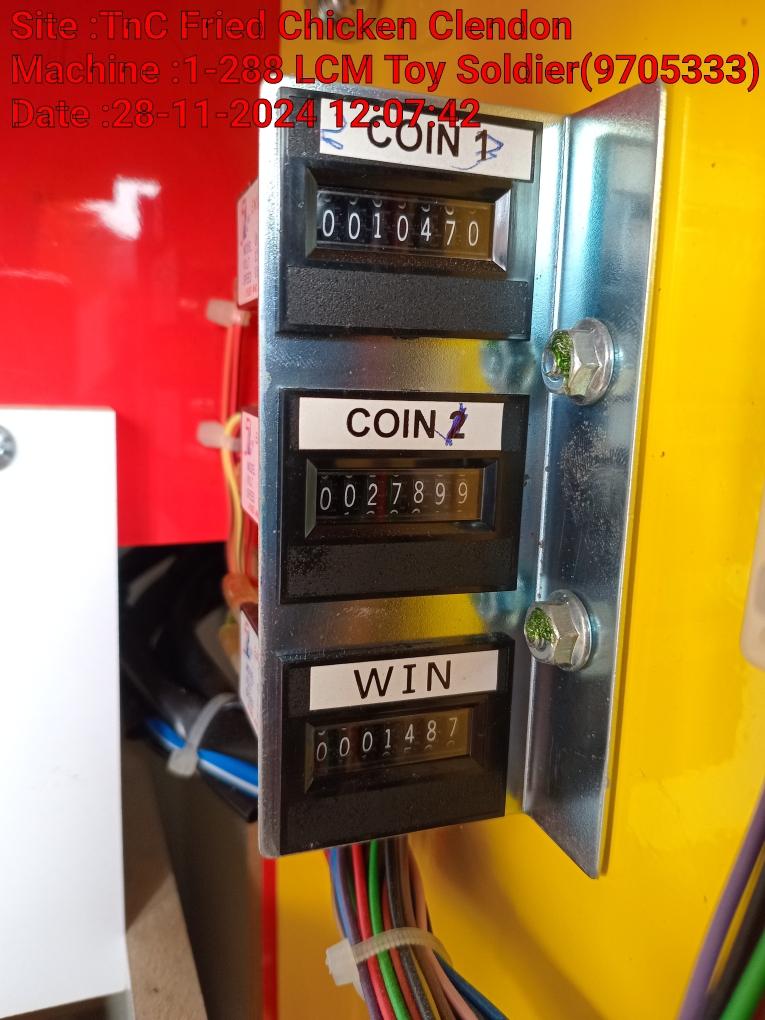 Site :TnC Fried Chicken Clendon
Machine :1-288 LCM Toy Soldier(9705333)
Date :28-11-2024 12:07:42
COIN 1
0010470
COIN 2
0027899
WIN
0001487